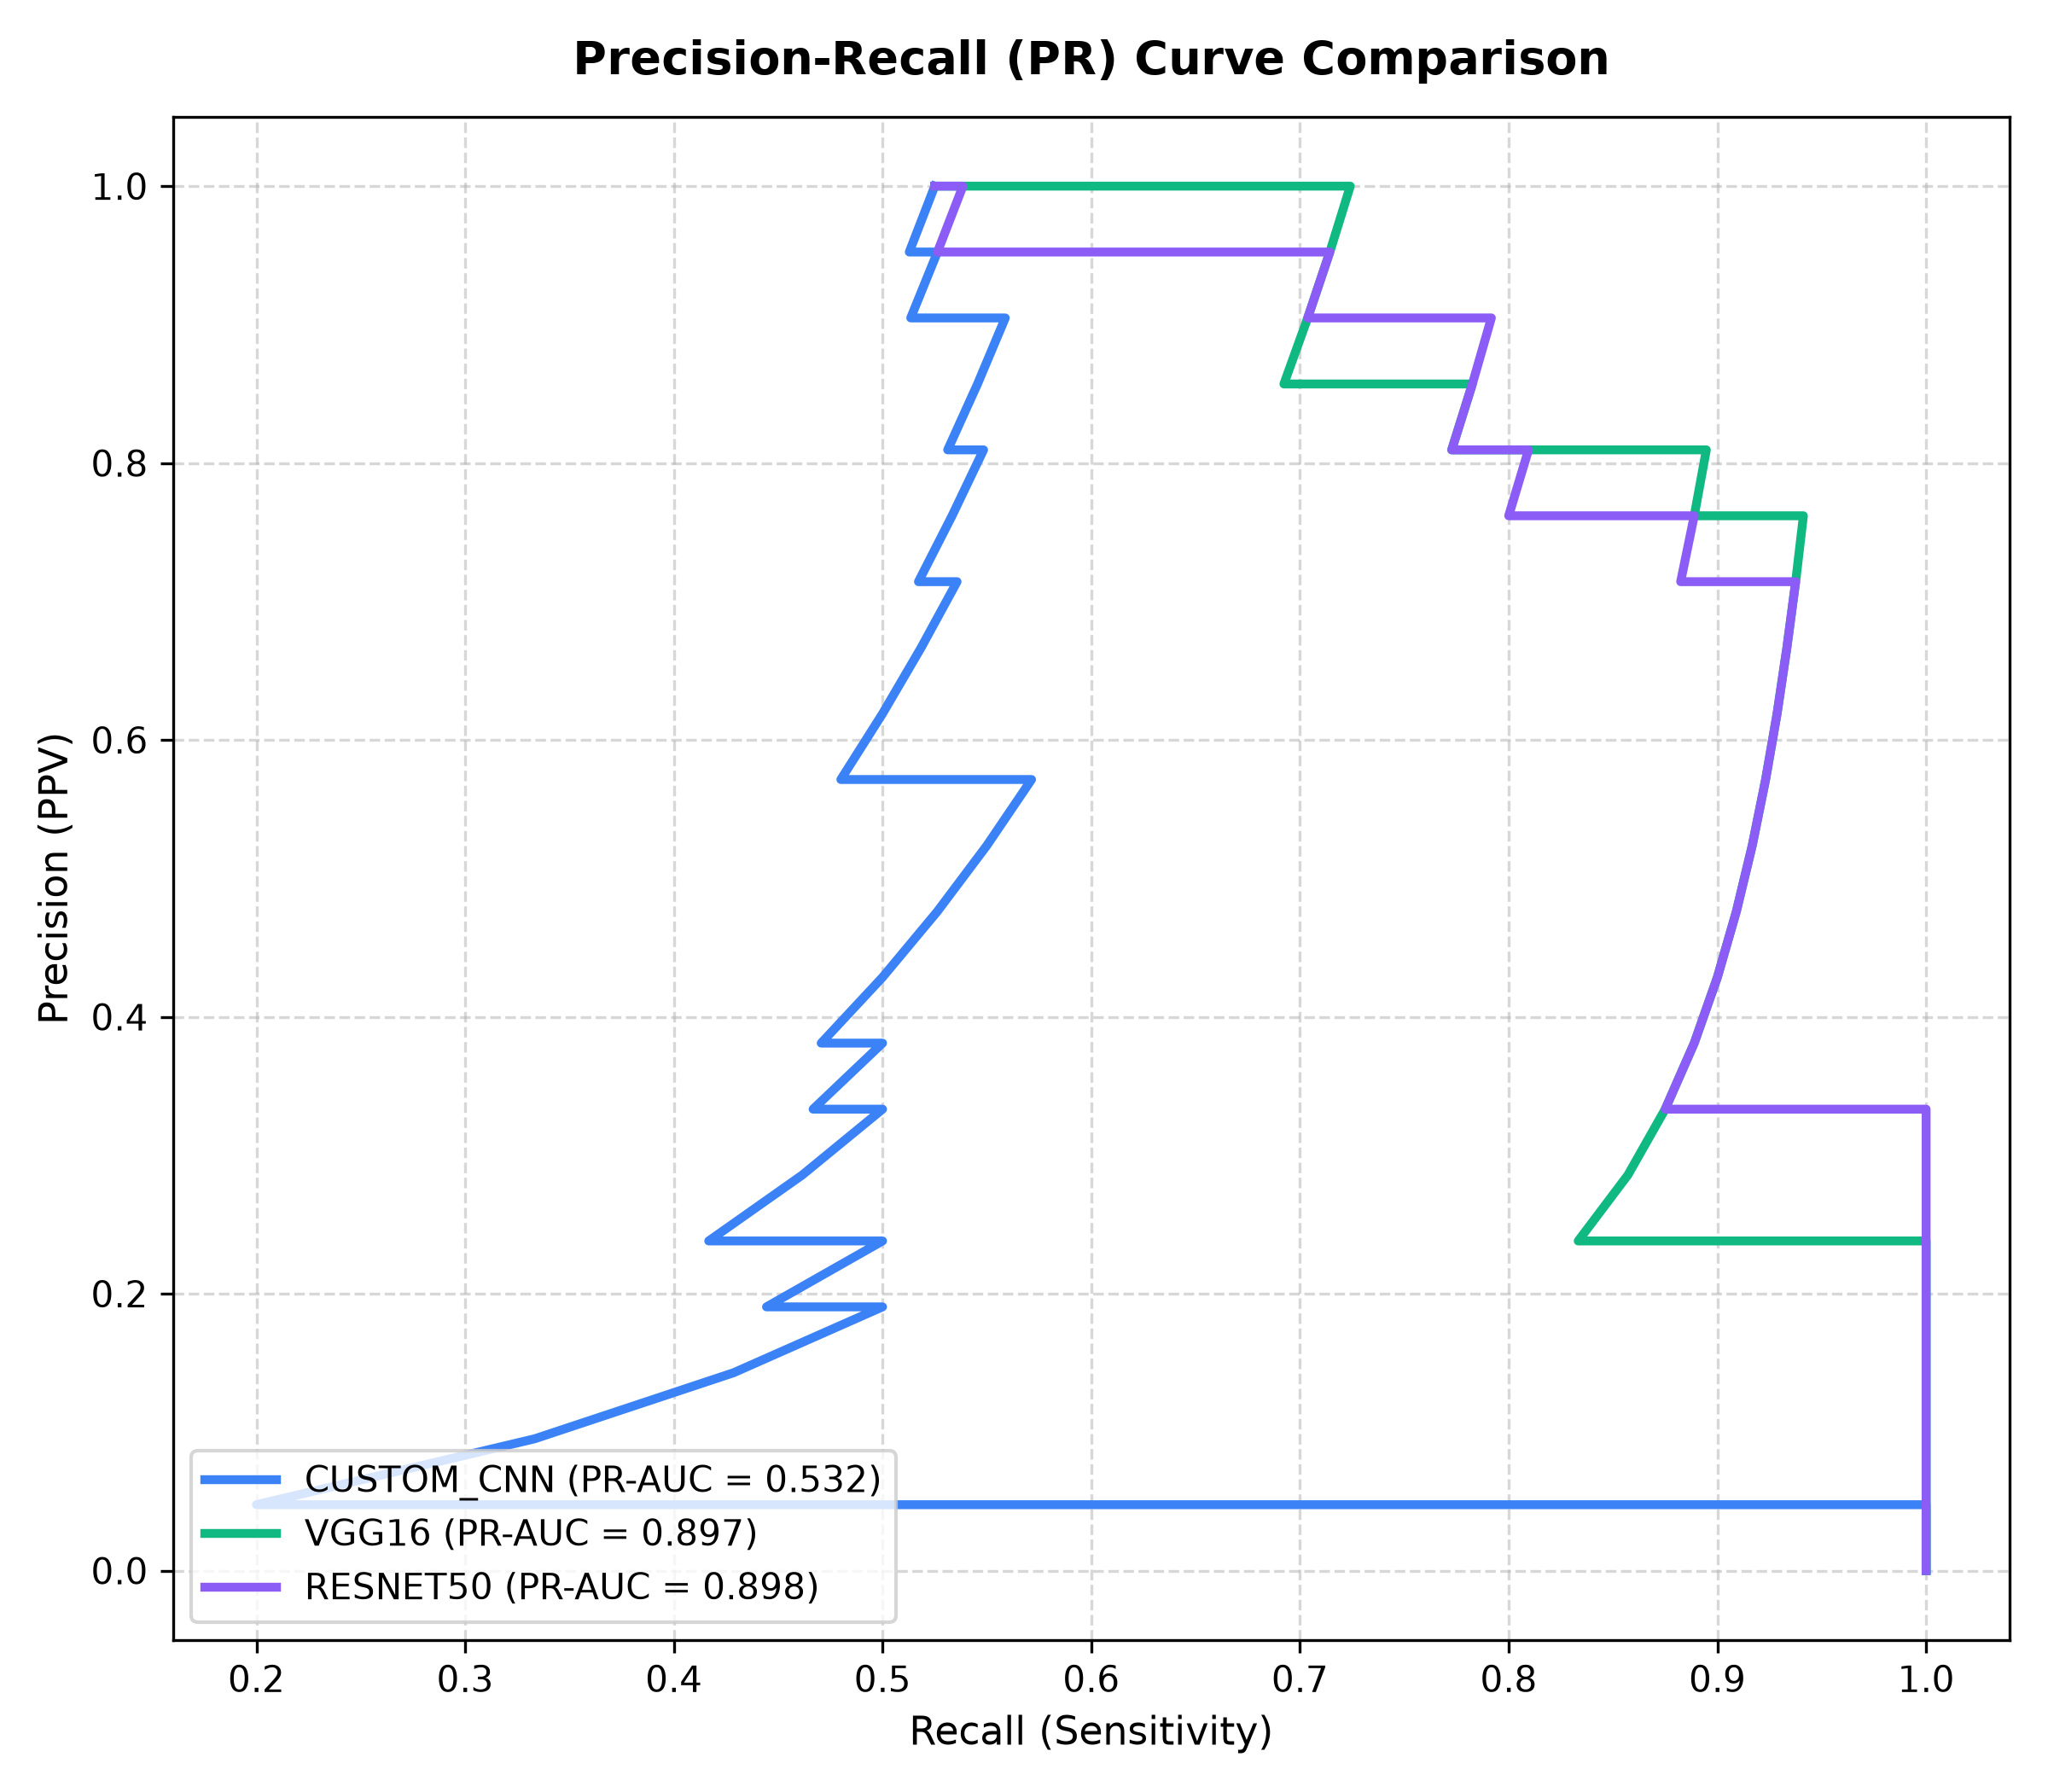 Precision-Recall (PR) Curve Comparison
Precision (PPV)
1.0
0.8
0.6
0.4
0.2
0.0
CUSTOM_CNN (PR-AUC = 0.532)
VGG16 (PR-AUC = 0.897)
RESNET50 (PR-AUC = 0.898)
0.2 0.3 0.4 0.5 0.6 0.7 0.8 0.9 1.0
Recall (Sensitivity)